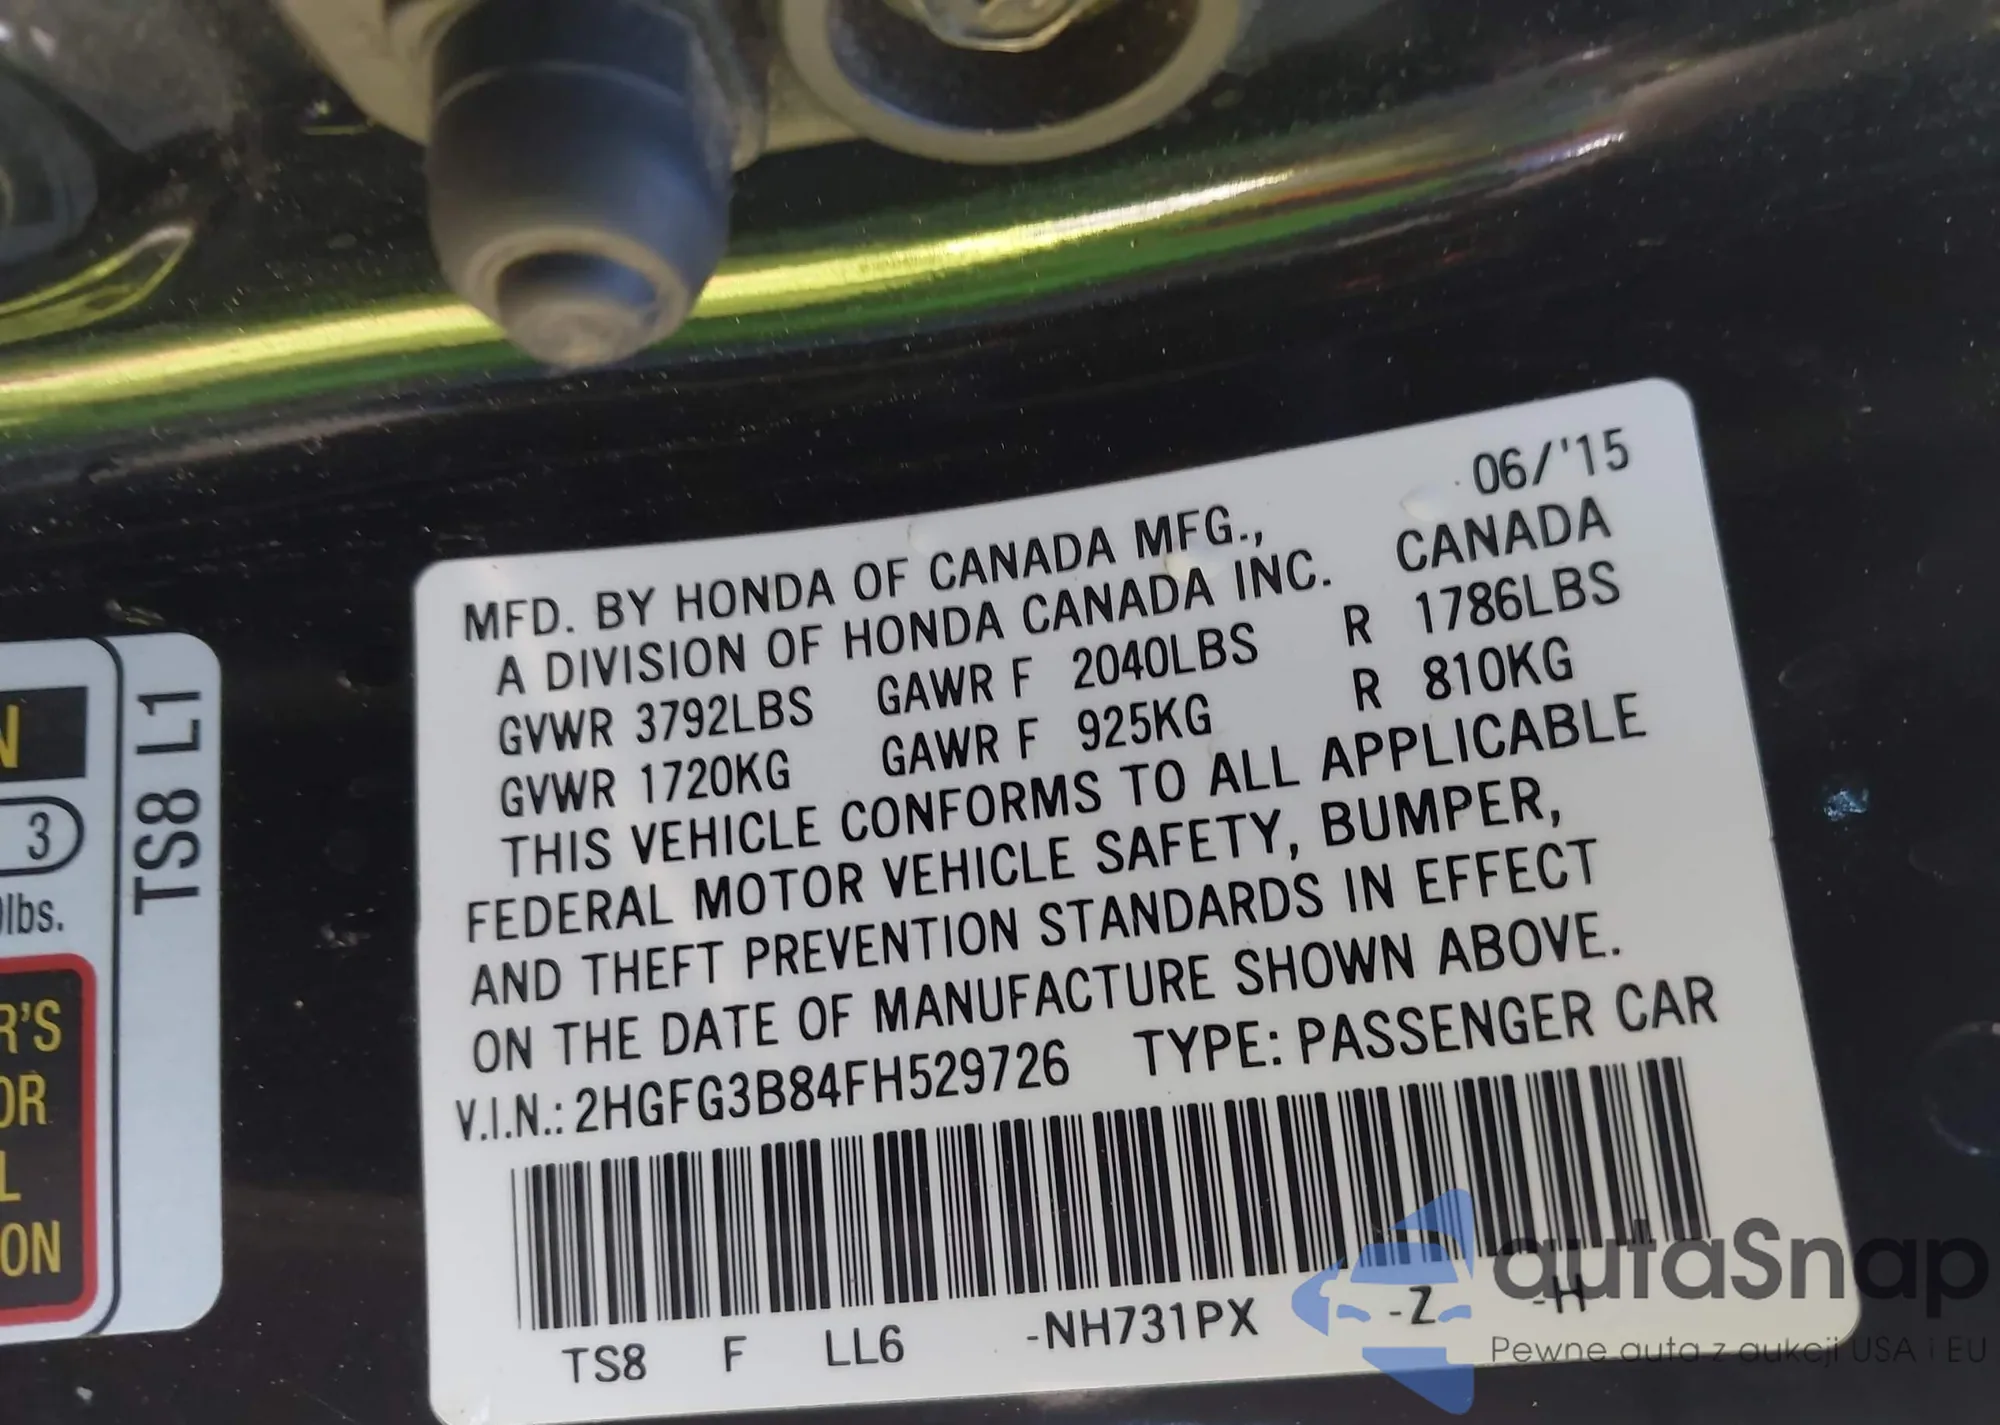 06/'15
MFD. BY HONDA OF CANADA MFG.,
A DIVISION OF HONDA CANADA INC. CANADA
GVWR 3792LBS GAWR F 2040LBS R 1786LBS
GVWR 1720KG GAWR F 925KG R 810KG
THIS VEHICLE CONFORMS TO ALL APPLICABLE
FEDERAL MOTOR VEHICLE SAFETY, BUMPER,
AND THEFT PREVENTION STANDARDS IN EFFECT
ON THE DATE OF MANUFACTURE SHOWN ABOVE.
V.I.N.: 2HGFG3B84FH529726 TYPE: PASSENGER CAR
TS8 F LL6 -NH731PX -Z -H
TS8 L1
N
3
lbs.
R'S
OR
L
ON
autaSnap
Pewne auta z aukcji USA i EU